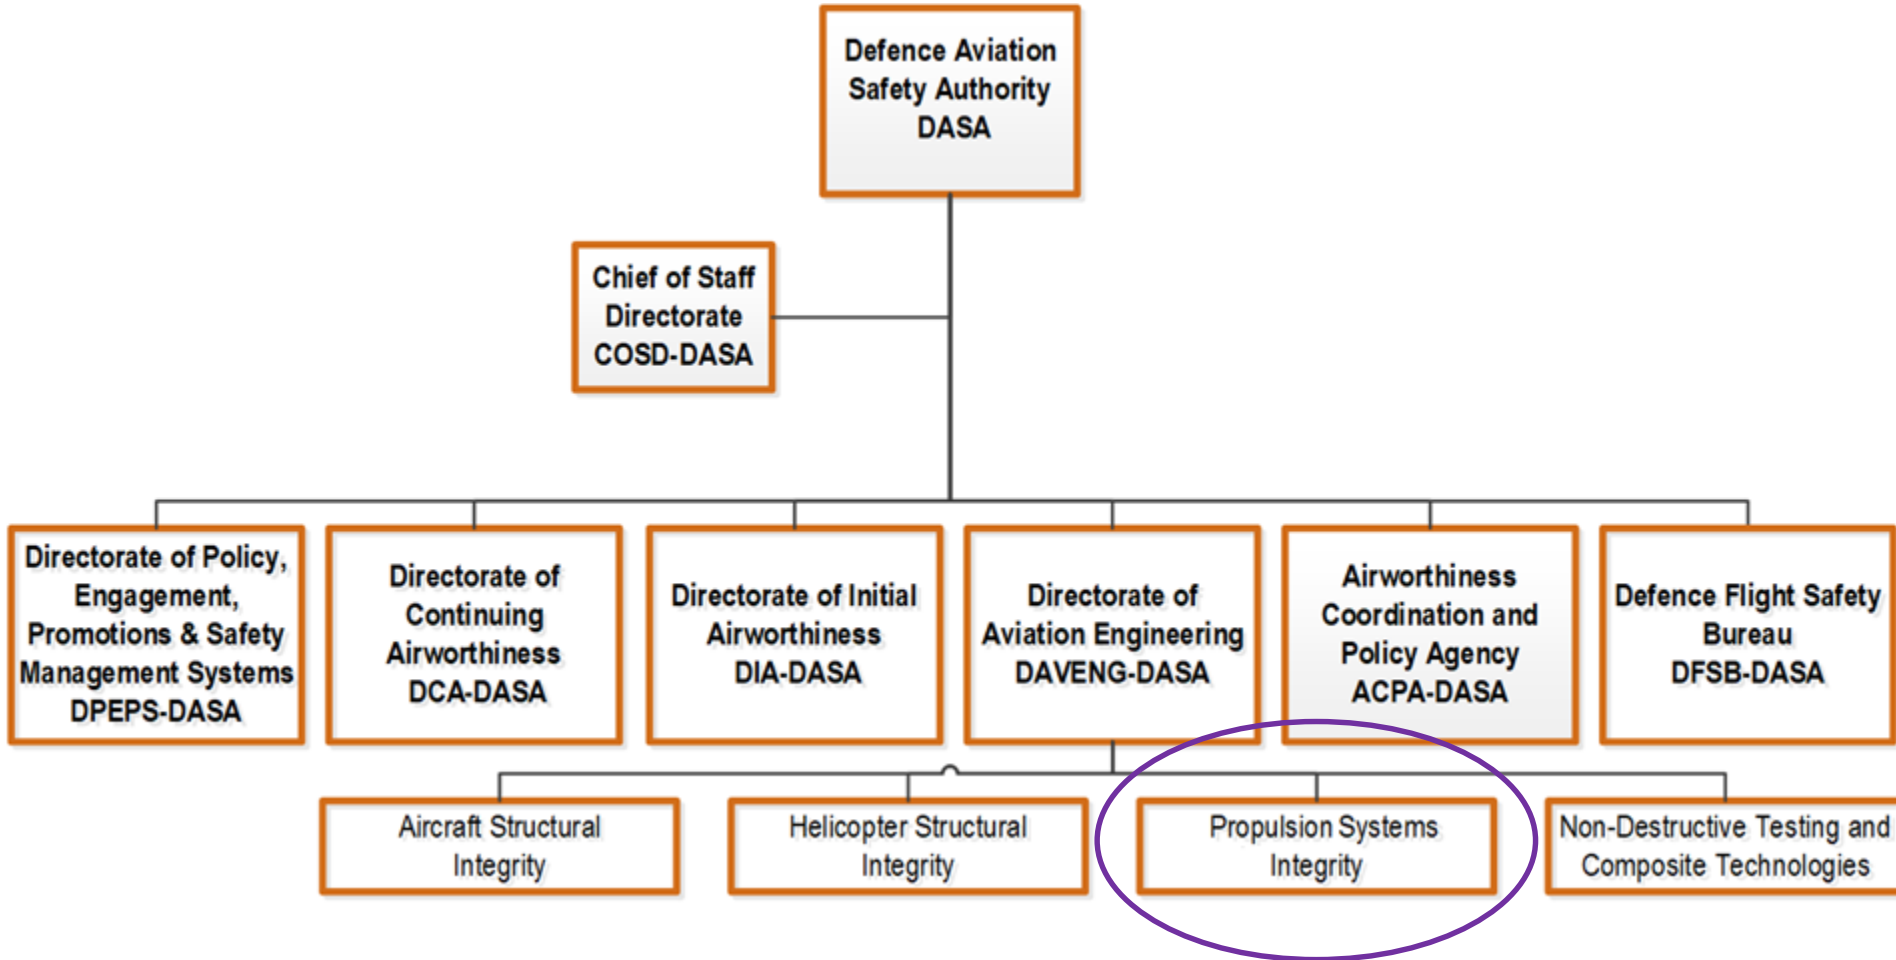 Defence Aviation
Safety Authority
DASA
Chief of Staff
Directorate
COSD-DASA
Directorate of Policy,
Engagement,
Promotions & Safety
Management Systems
DPEPS-DASA
Directorate of
Continuing
Airworthiness
DCA-DASA
Directorate of Initial
Airworthiness
DIA-DASA
Directorate of
Aviation Engineering
DAVENG-DASA
Airworthiness
Coordination and
Policy Agency
ACPA-DASA
Defence Flight Safety
Bureau
DFSB-DASA
Aircraft Structural
Integrity
Helicopter Structural
Integrity
Propulsion Systems
Integrity
Non-Destructive Testing and
Composite Technologies